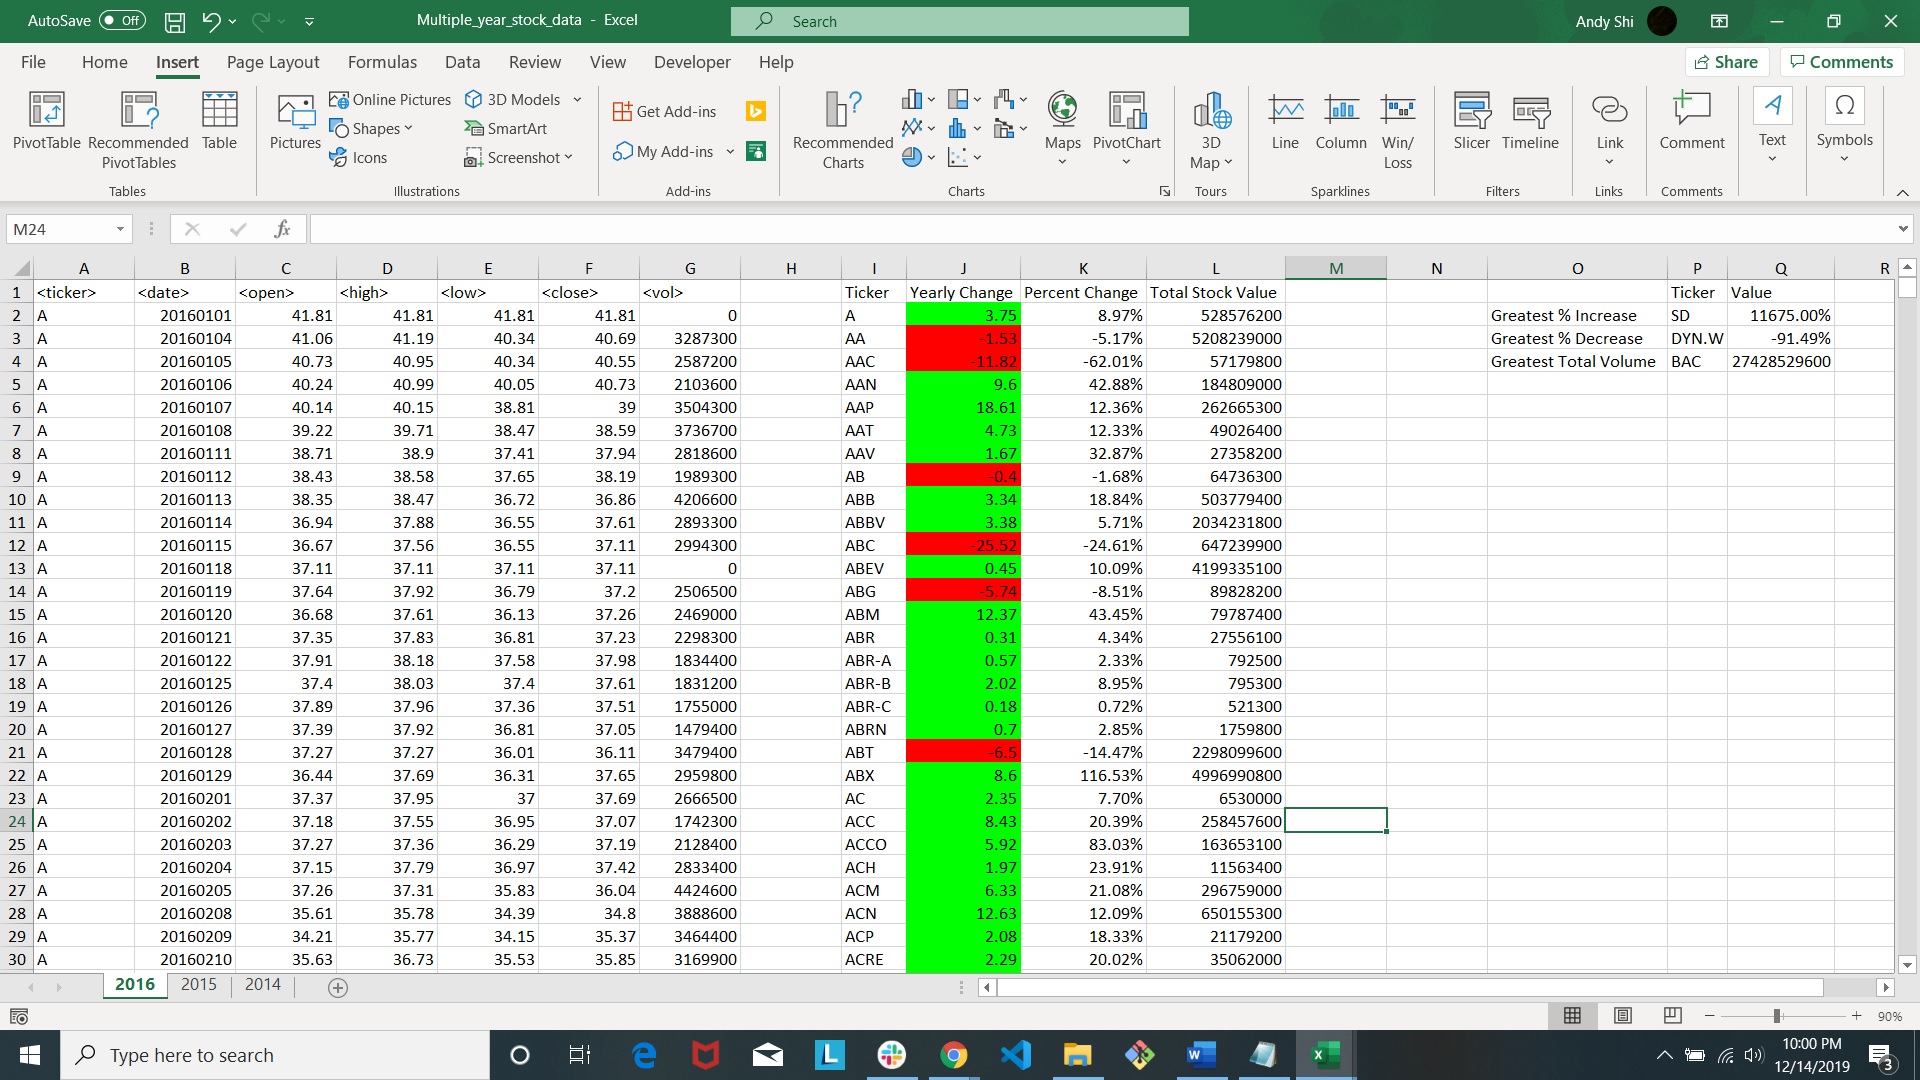 AutoSave Off Multiple_year_stock_data - Excel Search Andy Shi
File Home Insert Page Layout Formulas Data Review View Developer Help Share Comments
PivotTable Recommended PivotTables Table Pictures Online Pictures Shapes Icons 3D Models SmartArt Screenshot Get Add-ins My Add-ins Recommended Charts Maps PivotChart 3D Map Line Column Win/Loss Slicer Timeline Link Comment Text Symbols
Tables Illustrations Add-ins Charts Tours Sparklines Filters Links Comments
M24 fx
A B C D E F G H I J K L M N O P Q R
1 <ticker> <date> <open> <high> <low> <close> <vol> Ticker Yearly Change Percent Change Total Stock Value Ticker Value
2 A 20160101 41.81 41.81 41.81 41.81 0 A 3.75 8.97% 528576200 Greatest % Increase SD 11675.00%
3 A 20160104 41.06 41.19 40.34 40.69 3287300 AA -1.53 -5.17% 5208239000 Greatest % Decrease DYN.W -91.49%
4 A 20160105 40.73 40.95 40.34 40.55 2587200 AAC -11.82 -62.01% 57179800 Greatest Total Volume BAC 27428529600
5 A 20160106 40.24 40.99 40.05 40.73 2103600 AAN 9.6 42.88% 184809000
6 A 20160107 40.14 40.15 38.81 39 3504300 AAP 18.61 12.36% 262665300
7 A 20160108 39.22 39.71 38.47 38.59 3736700 AAT 4.73 12.33% 49026400
8 A 20160111 38.71 38.9 37.41 37.94 2818600 AAV 1.67 32.87% 27358200
9 A 20160112 38.43 38.58 37.65 38.19 1989300 AB -0.4 -1.68% 64736300
10 A 20160113 38.35 38.47 36.72 36.86 4206600 ABB 3.34 18.84% 503779400
11 A 20160114 36.94 37.88 36.55 37.61 2893300 ABBV 3.38 5.71% 2034231800
12 A 20160115 36.67 37.56 36.55 37.11 2994300 ABC -25.52 -24.61% 647239900
13 A 20160118 37.11 37.11 37.11 37.11 0 ABEV 0.45 10.09% 4199335100
14 A 20160119 37.64 37.92 36.79 37.2 2506500 ABG -5.74 -8.51% 89828200
15 A 20160120 36.68 37.61 36.13 37.26 2469000 ABM 12.37 43.45% 79787400
16 A 20160121 37.35 37.83 36.81 37.23 2298300 ABR 0.31 4.34% 27556100
17 A 20160122 37.91 38.18 37.58 37.98 1834400 ABR-A 0.57 2.33% 792500
18 A 20160125 37.4 38.03 37.4 37.61 1831200 ABR-B 2.02 8.95% 795300
19 A 20160126 37.89 37.96 37.36 37.51 1755000 ABR-C 0.18 0.72% 521300
20 A 20160127 37.39 37.92 36.81 37.05 1479400 ABRN 0.7 2.85% 1759800
21 A 20160128 37.27 37.27 36.01 36.11 3479400 ABT -6.5 -14.47% 2298099600
22 A 20160129 36.44 37.69 36.31 37.65 2959800 ABX 8.6 116.53% 4996990800
23 A 20160201 37.37 37.95 37 37.69 2666500 AC 2.35 7.70% 6530000
24 A 20160202 37.18 37.55 36.95 37.07 1742300 ACC 8.43 20.39% 258457600
25 A 20160203 37.27 37.36 36.29 37.19 2128400 ACCO 5.92 83.03% 163653100
26 A 20160204 37.15 37.79 36.97 37.42 2833400 ACH 1.97 23.91% 11563400
27 A 20160205 37.26 37.31 35.83 36.04 4424600 ACM 6.33 21.08% 296759000
28 A 20160208 35.61 35.78 34.39 34.8 3888600 ACN 12.63 12.09% 650155300
29 A 20160209 34.21 35.77 34.15 35.37 3464400 ACP 2.08 18.33% 21179200
30 A 20160210 35.63 36.73 35.53 35.85 3169900 ACRE 2.29 20.02% 35062000
2016 2015 2014
90%
Type here to search 10:00 PM
12/14/2019 3